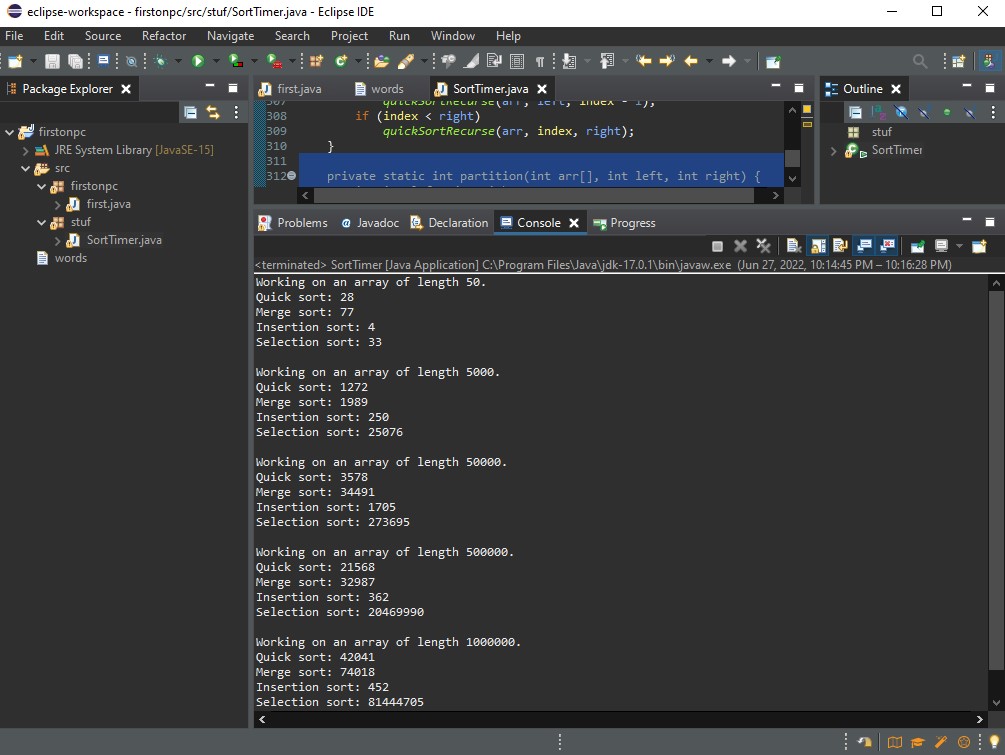 eclipse-workspace - firstonpc/src/stuf/SortTimer.java - Eclipse IDE
File Edit Source Refactor Navigate Search Project Run Window Help
Package Explorer
first.java words SortTimer.java
Outline
firstonpc
JRE System Library [JavaSE-15]
src
firstonpc
first.java
stuf
SortTimer.java
words
307 quickSortRecurse(arr, left, index - 1);
308 if (index < right)
309 quickSortRecurse(arr, index, right);
310 }
311
312 private static int partition(int arr[], int left, int right) {
stuf
SortTimer
Problems Javadoc Declaration Console Progress
<terminated> SortTimer [Java Application] C:\Program Files\Java\jdk-17.0.1\bin\javaw.exe (Jun 27, 2022, 10:14:45 PM – 10:16:28 PM)
Working on an array of length 50.
Quick sort: 28
Merge sort: 77
Insertion sort: 4
Selection sort: 33
Working on an array of length 5000.
Quick sort: 1272
Merge sort: 1989
Insertion sort: 250
Selection sort: 25076
Working on an array of length 50000.
Quick sort: 3578
Merge sort: 34491
Insertion sort: 1705
Selection sort: 273695
Working on an array of length 500000.
Quick sort: 21568
Merge sort: 32987
Insertion sort: 362
Selection sort: 20469990
Working on an array of length 1000000.
Quick sort: 42041
Merge sort: 74018
Insertion sort: 452
Selection sort: 81444705